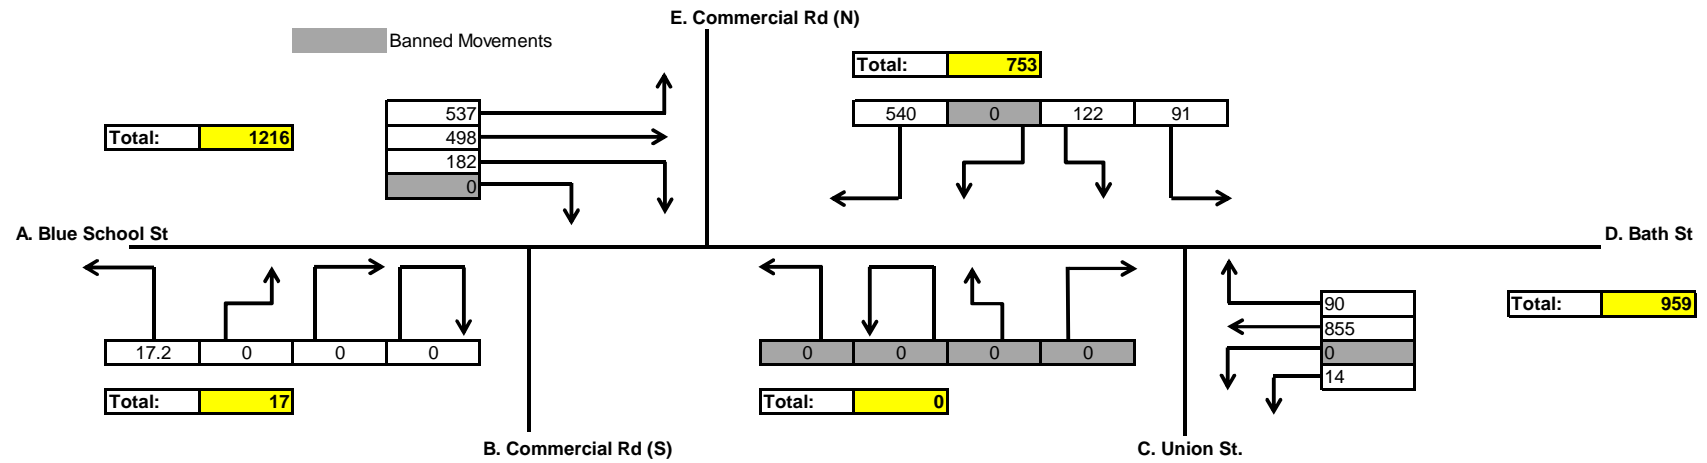 E. Commercial Rd (N)
Banned Movements
Total: 753
537
540 0 122 91
498
Total: 1216
182
0
A. Blue School St
D. Bath St
90
Total: 959
855
17.2 0 0 0
0 0 0 0
0
14
Total: 17
Total: 0
B. Commercial Rd (S)
C. Union St.